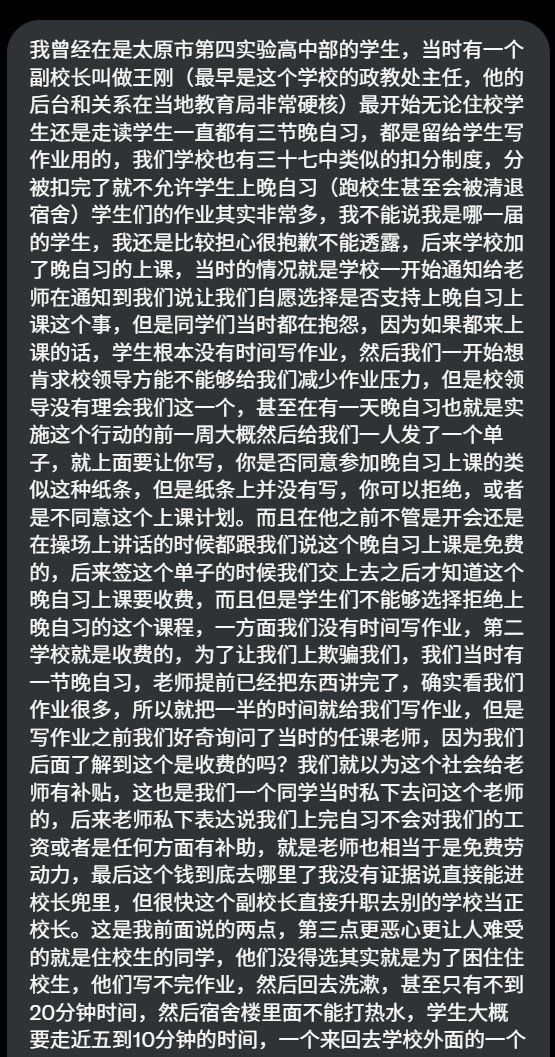 我曾经在是太原市第四实验高中部的学生，当时有一个
副校长叫做王刚（最早是这个学校的政教处主任，他的
后台和关系在当地教育局非常硬核）最开始无论住校学
生还是走读学生一直都有三节晚自习，都是留给学生写
作业用的，我们学校也有三十七中类似的扣分制度，分
被扣完了就不允许学生上晚自习（跑校生甚至会被清退
宿舍）学生们的作业其实非常多，我不能说我是哪一届
的学生，我还是比较担心很抱歉不能透露，后来学校加
了晚自习的上课，当时的情况就是学校一开始通知给老
师在通知到我们说让我们自愿选择是否支持上晚自习上
课这个事，但是同学们当时都在抱怨，因为如果都来上
课的话，学生根本没有时间写作业，然后我们一开始想
肯求校领导方能不能够给我们减少作业压力，但是校领
导没有理会我们这一个，甚至在有一天晚自习也就是实
施这个行动的前一周大概然后给我们一人发了一个单
子，就上面要让你写，你是否同意参加晚自习上课的类
似这种纸条，但是纸条上并没有写，你可以拒绝，或者
是不同意这个上课计划。而且在他之前不管是开会还是
在操场上讲话的时候都跟我们说这个晚自习上课是免费
的，后来签这个单子的时候我们交上去之后才知道这个
晚自习上课要收费，而且但是学生们不能够选择拒绝上
晚自习的这个课程，一方面我们没有时间写作业，第二
学校就是收费的，为了让我们上欺骗我们，我们当时有
一节晚自习，老师提前已经把东西讲完了，确实看我们
作业很多，所以就把一半的时间就给我们写作业，但是
写作业之前我们好奇询问了当时的任课老师，因为我们
后面了解到这个是收费的吗？我们就以为这个社会给老
师有补贴，这也是我们一个同学当时私下去问这个老师
的，后来老师私下表达说我们上完自习不会对我们的工
资或者是任何方面有补助，就是老师也相当于是免费劳
动力，最后这个钱到底去哪里了我没有证据说直接能进
校长兜里，但很快这个副校长直接升职去别的学校当正
校长。这是我前面说的两点，第三点更恶心更让人难受
的就是住校生的同学，他们没得选其实就是为了困住住
校生，他们写不完作业，然后回去洗漱，甚至只有不到
20分钟时间，然后宿舍楼里面不能打热水，学生大概
要走近五到10分钟的时间，一个来回去学校外面的一个